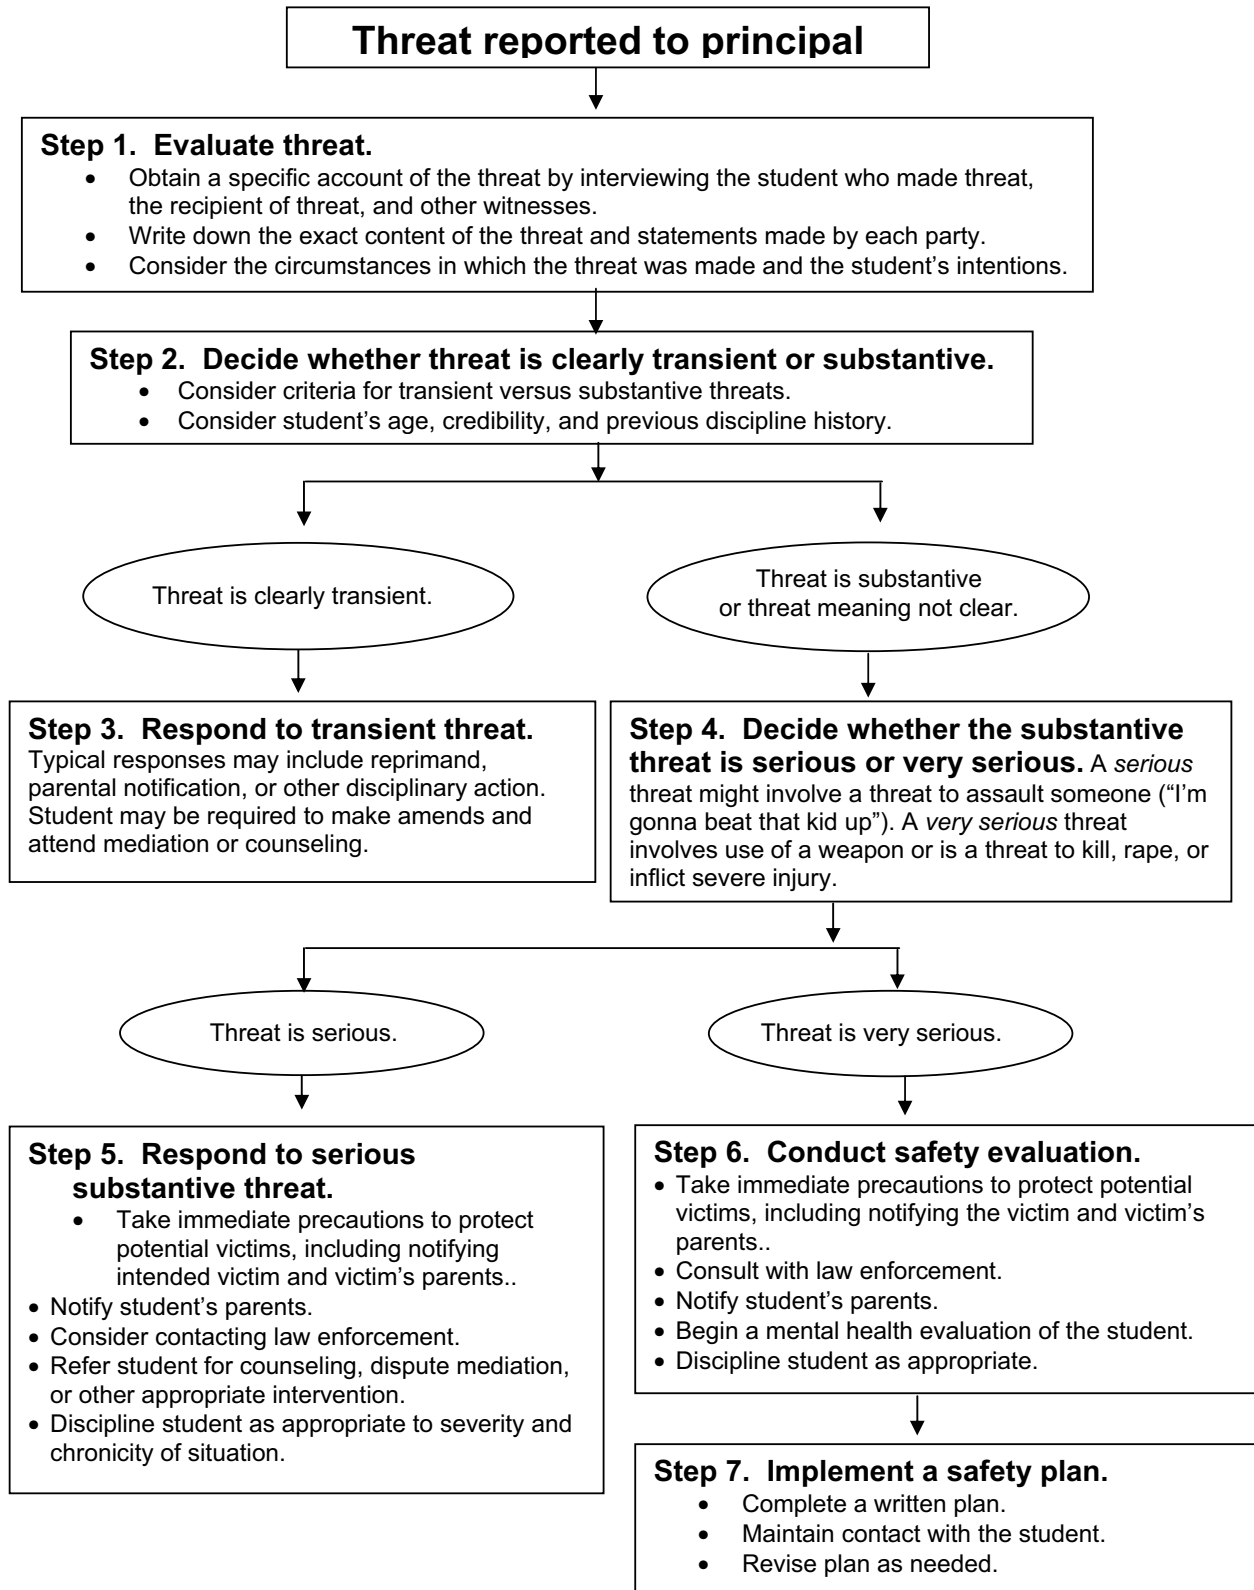 Threat reported to principal
Step 1. Evaluate threat.
• Obtain a specific account of the threat by interviewing the student who made threat,
the recipient of threat, and other witnesses.
• Write down the exact content of the threat and statements made by each party.
• Consider the circumstances in which the threat was made and the student’s intentions.
Step 2. Decide whether threat is clearly transient or substantive.
• Consider criteria for transient versus substantive threats.
• Consider student’s age, credibility, and previous discipline history.
Threat is clearly transient.
Threat is substantive
or threat meaning not clear.
Step 3. Respond to transient threat.
Typical responses may include reprimand,
parental notification, or other disciplinary action.
Student may be required to make amends and
attend mediation or counseling.
Step 4. Decide whether the substantive
threat is serious or very serious. A serious
threat might involve a threat to assault someone (“I’m
gonna beat that kid up”). A very serious threat
involves use of a weapon or is a threat to kill, rape, or
inflict severe injury.
Threat is serious.
Threat is very serious.
Step 5. Respond to serious
substantive threat.
• Take immediate precautions to protect
potential victims, including notifying
intended victim and victim’s parents..
• Notify student’s parents.
• Consider contacting law enforcement.
• Refer student for counseling, dispute mediation,
or other appropriate intervention.
• Discipline student as appropriate to severity and
chronicity of situation.
Step 6. Conduct safety evaluation.
• Take immediate precautions to protect potential
victims, including notifying the victim and victim’s
parents..
• Consult with law enforcement.
• Notify student’s parents.
• Begin a mental health evaluation of the student.
• Discipline student as appropriate.
Step 7. Implement a safety plan.
• Complete a written plan.
• Maintain contact with the student.
• Revise plan as needed.